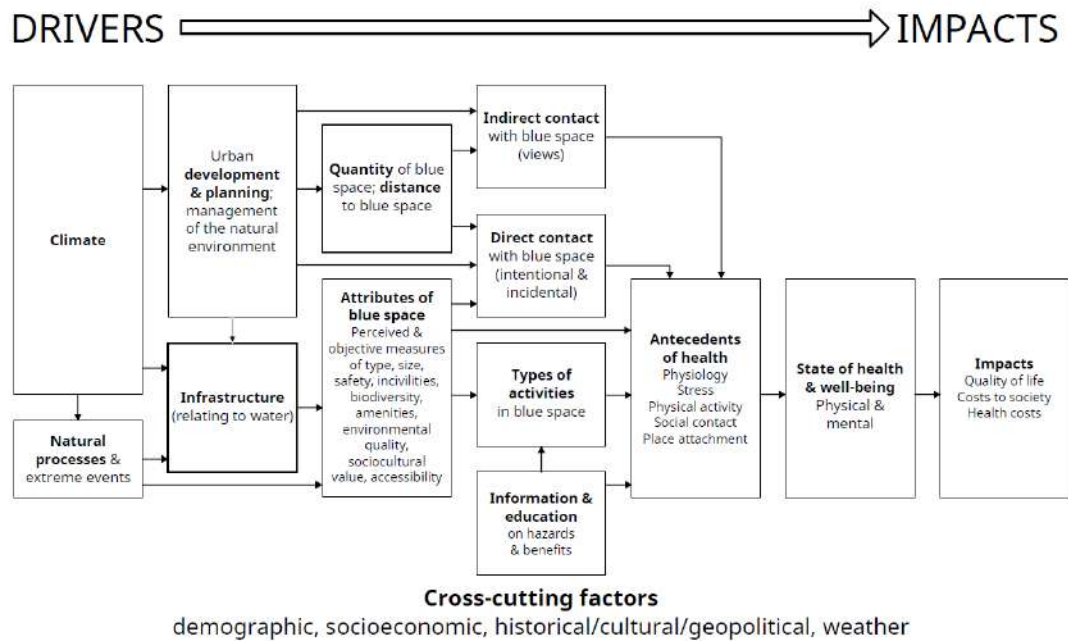 DRIVERS
IMPACTS
Climate
Urban
development
& planning;
management
of the natural
environment
Quantity of blue
space; distance
to blue space
Indirect contact
with blue space
(views)
Direct contact
with blue space
(intentional &
incidental)
Natural
processes &
extreme events
Infrastructure
(relating to water)
Attributes of
blue space
Perceived &
objective measures
of type, size,
safety, incivilities,
biodiversity,
amenities,
environmental
quality,
sociocultural
value, accessibility
Types of
activities
in blue space
Information &
education
on hazards
& benefits
Antecedents
of health
Physiology
Stress
Physical activity
Social contact
Place attachment
State of health
& well-being
Physical &
mental
Impacts
Quality of life
Costs to society
Health costs
Cross-cutting factors
demographic, socioeconomic, historical/cultural/geopolitical, weather